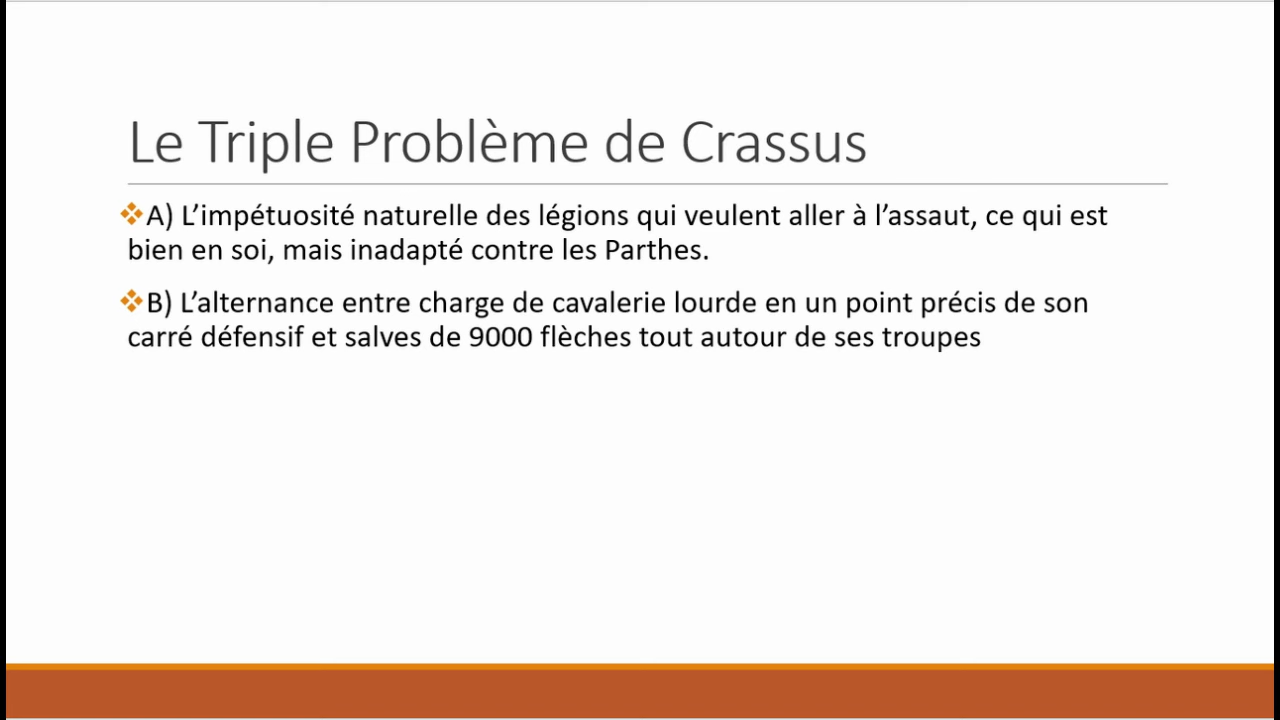 Le Triple Problème de Crassus
A) L’impétuosité naturelle des légions qui veulent aller à l’assaut, ce qui est
bien en soi, mais inadapté contre les Parthes.
B) L’alternance entre charge de cavalerie lourde en un point précis de son
carré défensif et salves de 9000 flèches tout autour de ses troupes